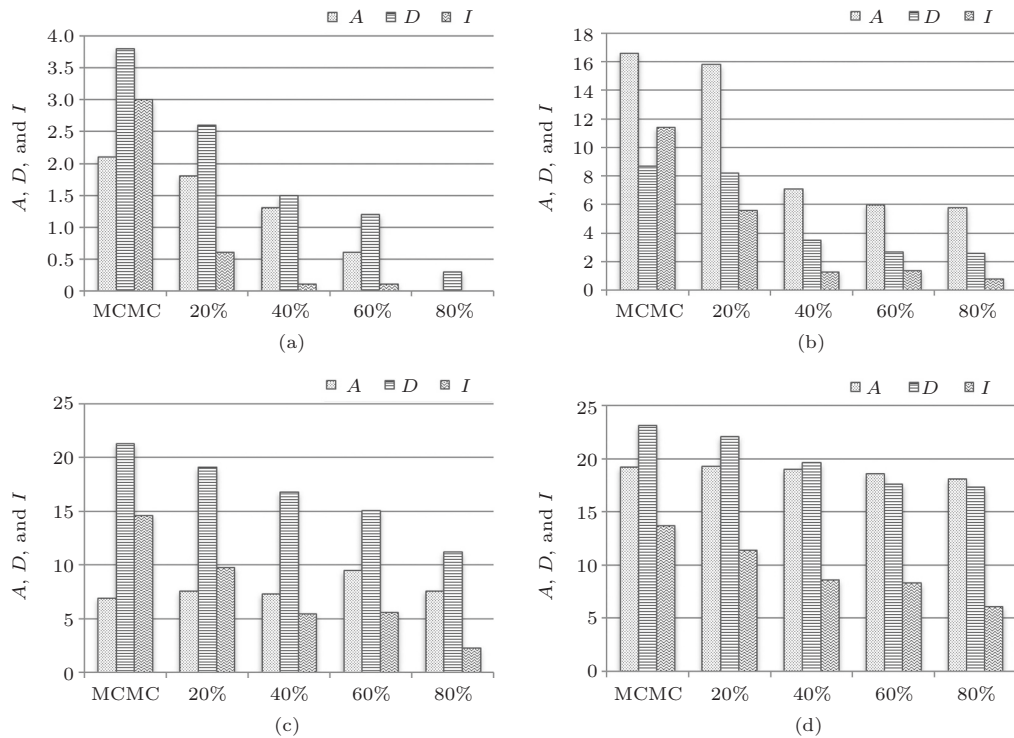 A D I
A, D, and I
4.0
3.5
3.0
2.5
2.0
1.5
1.0
0.5
0
MCMC 20% 40% 60% 80%
(a)
A D I
A, D, and I
18
16
14
12
10
8
6
4
2
0
MCMC 20% 40% 60% 80%
(b)
A D I
A, D, and I
25
20
15
10
5
0
MCMC 20% 40% 60% 80%
(c)
A D I
A, D, and I
25
20
15
10
5
0
MCMC 20% 40% 60% 80%
(d)